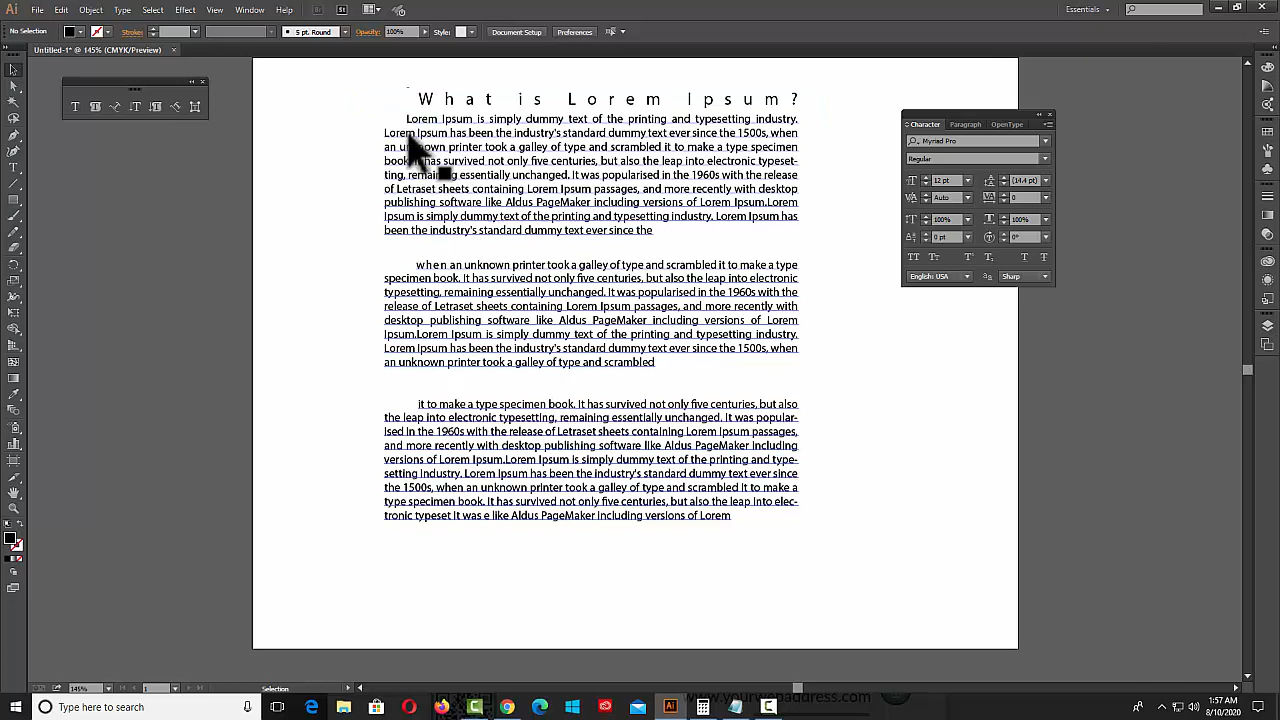 Ai File Edit Object Type Select Effect View Window Help Br St Essentials
No Selection Stroke: 5 pt. Round Opacity: 100% Style: Document Setup Preferences
Untitled-1* @ 145% (CMYK/Preview)
What is Lorem Ipsum?
Lorem Ipsum is simply dummy text of the printing and typesetting industry.
Lorem Ipsum has been the industry's standard dummy text ever since the 1500s, when
an unknown printer took a galley of type and scrambled it to make a type specimen
book. has survived not only five centuries, but also the leap into electronic typeset-
ting, remaining essentially unchanged. It was popularised in the 1960s with the release
of Letraset sheets containing Lorem Ipsum passages, and more recently with desktop
publishing software like Aldus PageMaker including versions of Lorem Ipsum.Lorem
Ipsum is simply dummy text of the printing and typesetting industry. Lorem Ipsum has
been the industry's standard dummy text ever since the
when an unknown printer took a galley of type and scrambled it to make a type
specimen book. It has survived not only five centuries, but also the leap into electronic
typesetting, remaining essentially unchanged. It was popularised in the 1960s with the
release of Letraset sheets containing Lorem Ipsum passages, and more recently with
desktop publishing software like Aldus PageMaker including versions of Lorem
Ipsum.Lorem Ipsum is simply dummy text of the printing and typesetting industry.
Lorem Ipsum has been the industry's standard dummy text ever since the 1500s, when
an unknown printer took a galley of type and scrambled
it to make a type specimen book. It has survived not only five centuries, but also
the leap into electronic typesetting, remaining essentially unchanged. It was popular-
ised in the 1960s with the release of Letraset sheets containing Lorem Ipsum passages,
and more recently with desktop publishing software like Aldus PageMaker including
versions of Lorem Ipsum.Lorem Ipsum is simply dummy text of the printing and type-
setting industry. Lorem Ipsum has been the industry's standard dummy text ever since
the 1500s, when an unknown printer took a galley of type and scrambled it to make a
type specimen book. It has survived not only five centuries, but also the leap into elec-
tronic typeset It was e like Aldus PageMaker including versions of Lorem
Character Paragraph OpenType
Myriad Pro
Regular
12 pt (14.4 pt)
Auto 0
100% 100%
0 pt 0°
English: USA Sharp
145% 1 Selection
www.yourwebaddress.com
Type here to search
1:57 AM
8/10/2020